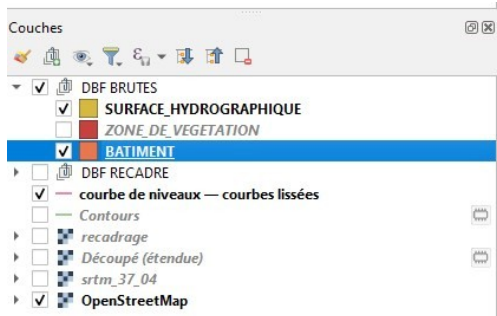 Couches
DBF BRUTES
SURFACE_HYDROGRAPHIQUE
ZONE_DE_VEGETATION
BATIMENT
DBF RECADRE
courbe de niveaux — courbes lissées
Contours
recadrage
Découpé (étendue)
srtm_37_04
OpenStreetMap